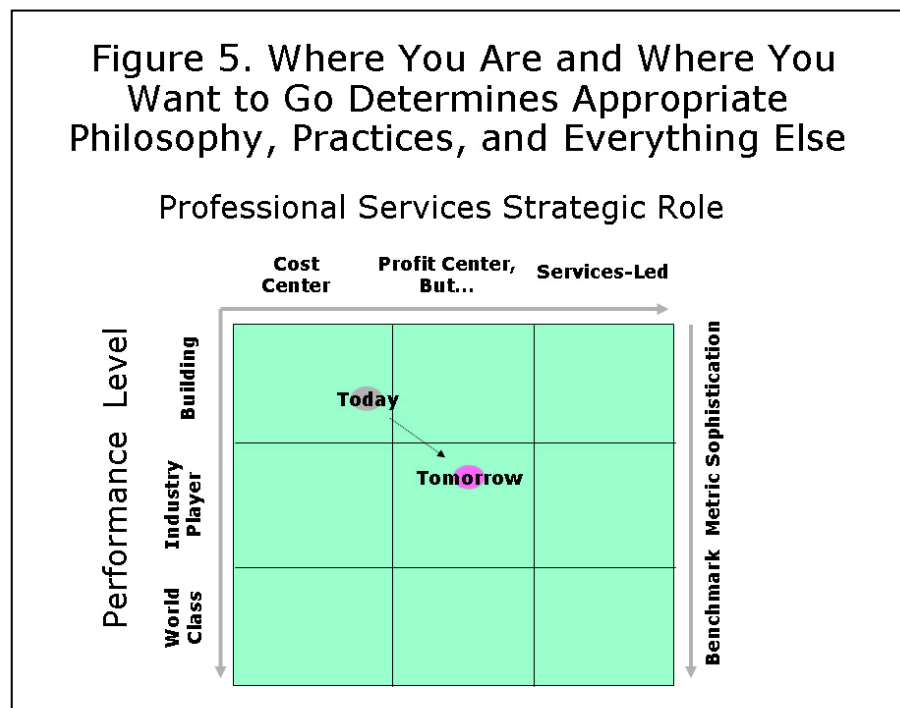 Figure 5. Where You Are and Where You
Want to Go Determines Appropriate
Philosophy, Practices, and Everything Else
Professional Services Strategic Role
Cost
Center
Profit Center,
But...
Services-Led
Performance Level
Building
Industry
Player
World
Class
Today
Tomorrow
Benchmark Metric Sophistication